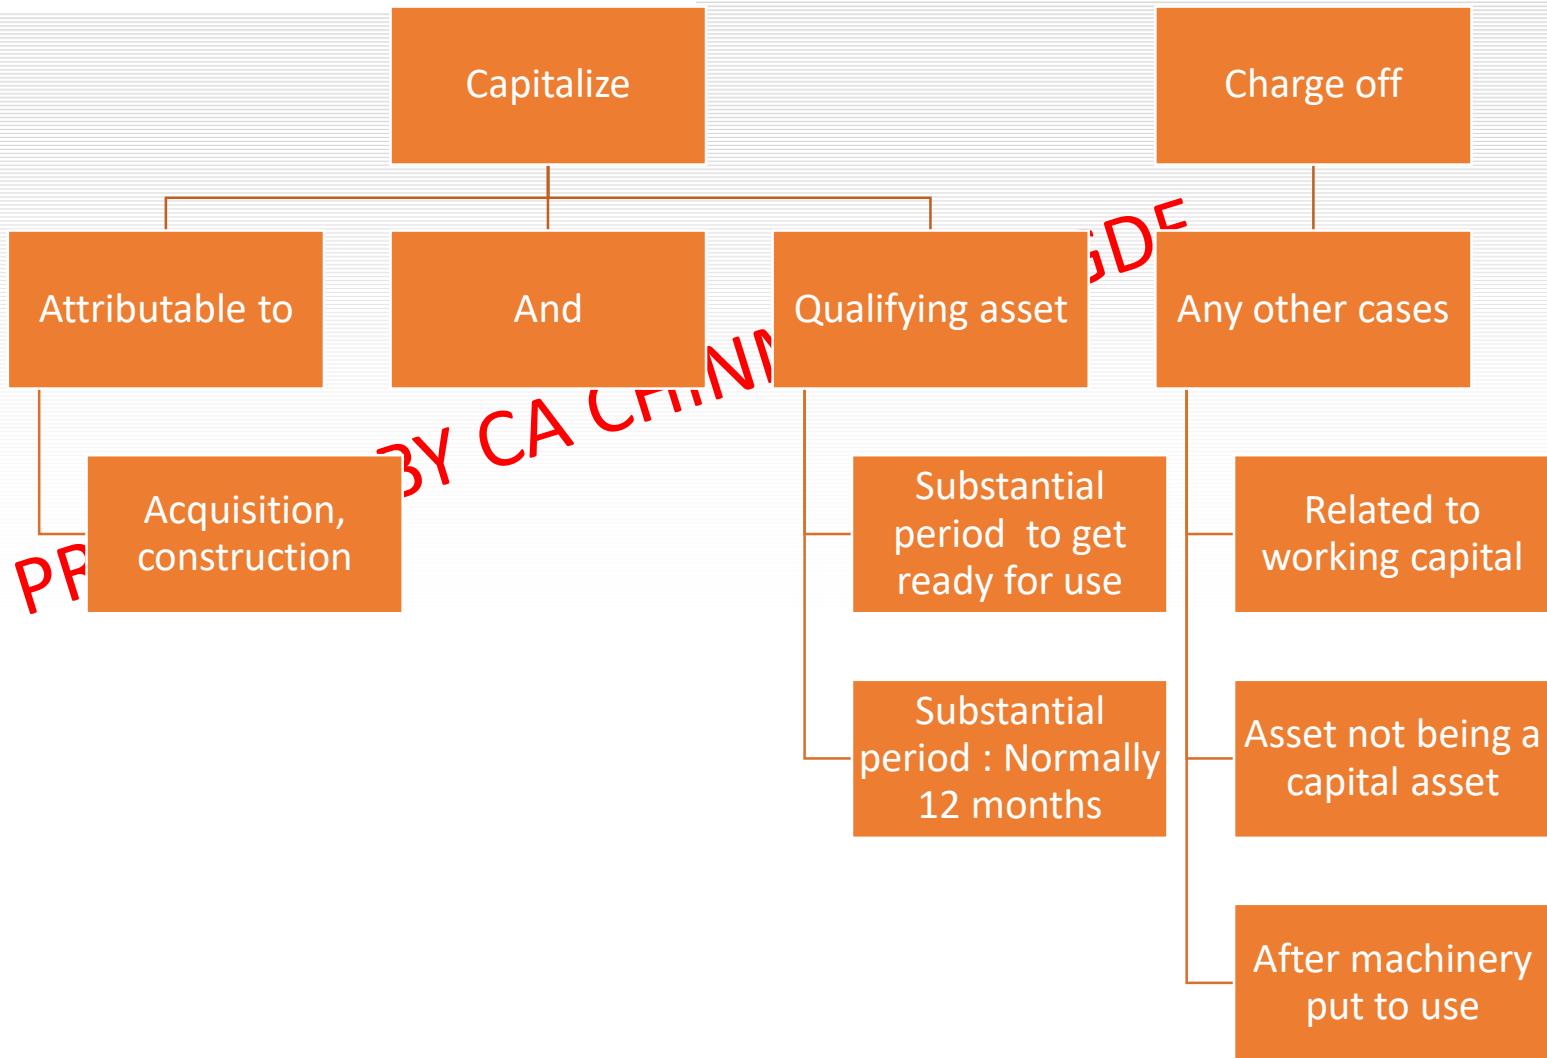 Capitalize
Charge off
Attributable to
And
Qualifying asset
Any other cases
Acquisition,
construction
Substantial
period to get
ready for use
Substantial
period : Normally
12 months
Related to
working capital
Asset not being a
capital asset
After machinery
put to use
BY CA